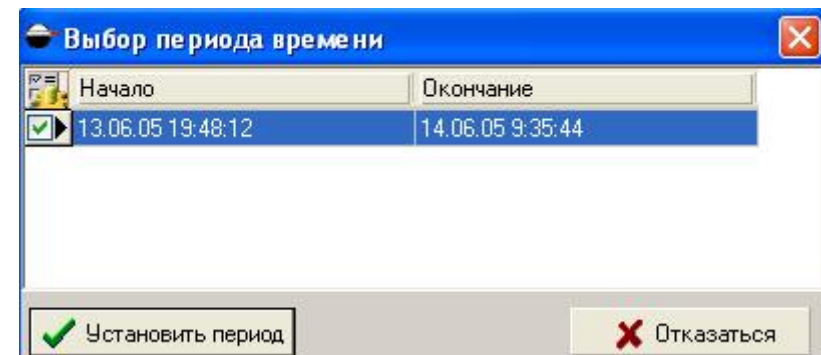 Выбор периода времени
Начало Окончание
13.06.05 19:48:12 14.06.05 9:35:44
Установить период Отказаться